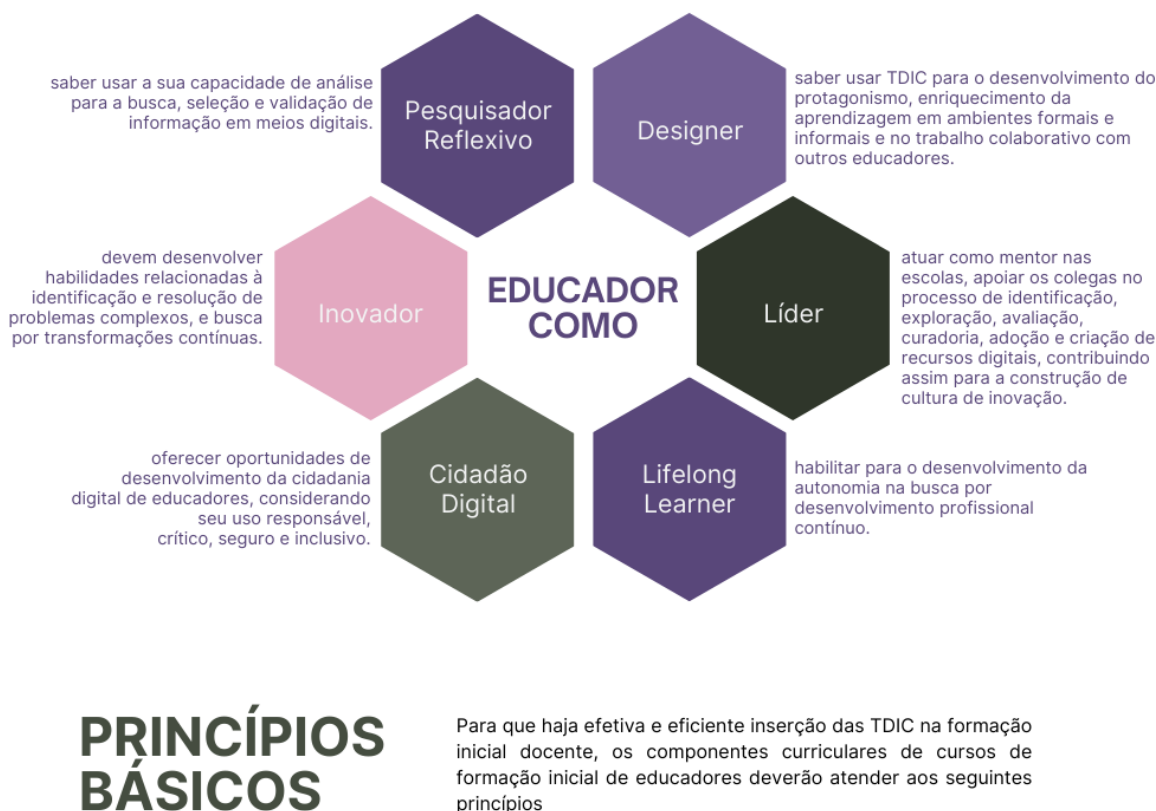 saber usar a sua capacidade de análise
para a busca, seleção e validação de
informação em meios digitais.
Pesquisador
Reflexivo
Designer
saber usar TDIC para o desenvolvimento do
protagonismo, enriquecimento da
aprendizagem em ambientes formais e
informais e no trabalho colaborativo com
outros educadores.
devem desenvolver
habilidades relacionadas à
identificação e resolução de
problemas complexos, e busca
por transformações contínuas.
Inovador
EDUCADOR
COMO
Líder
atuar como mentor nas
escolas, apoiar os colegas no
processo de identificação,
exploração, avaliação,
curadoria, adoção e criação de
recursos digitais, contribuindo
assim para a construção de
cultura de inovação.
oferecer oportunidades de
desenvolvimento da cidadania
digital de educadores, considerando
seu uso responsável,
crítico, seguro e inclusivo.
Cidadão
Digital
Lifelong
Learner
habilitar para o desenvolvimento da
autonomia na busca por
desenvolvimento profissional
contínuo.
PRINCÍPIOS
BÁSICOS
Para que haja efetiva e eficiente inserção das TDIC na formação
inicial docente, os componentes curriculares de cursos de
formação inicial de educadores deverão atender aos seguintes
princípios